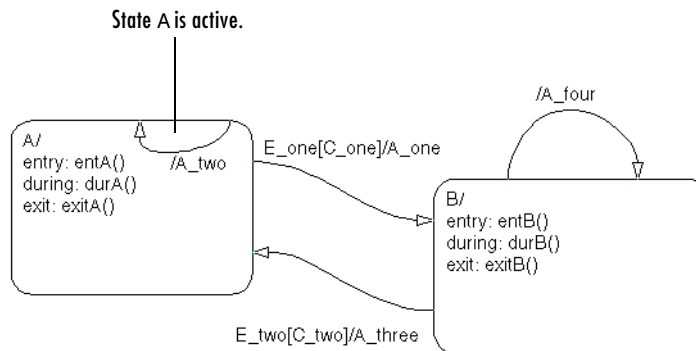 State A is active.
/A_four
A/
entry: entA()
during: durA()
exit: exitA()
/A_two
E_one[C_one]/A_one
B/
entry: entB()
during: durB()
exit: exitB()
E_two[C_two]/A_three